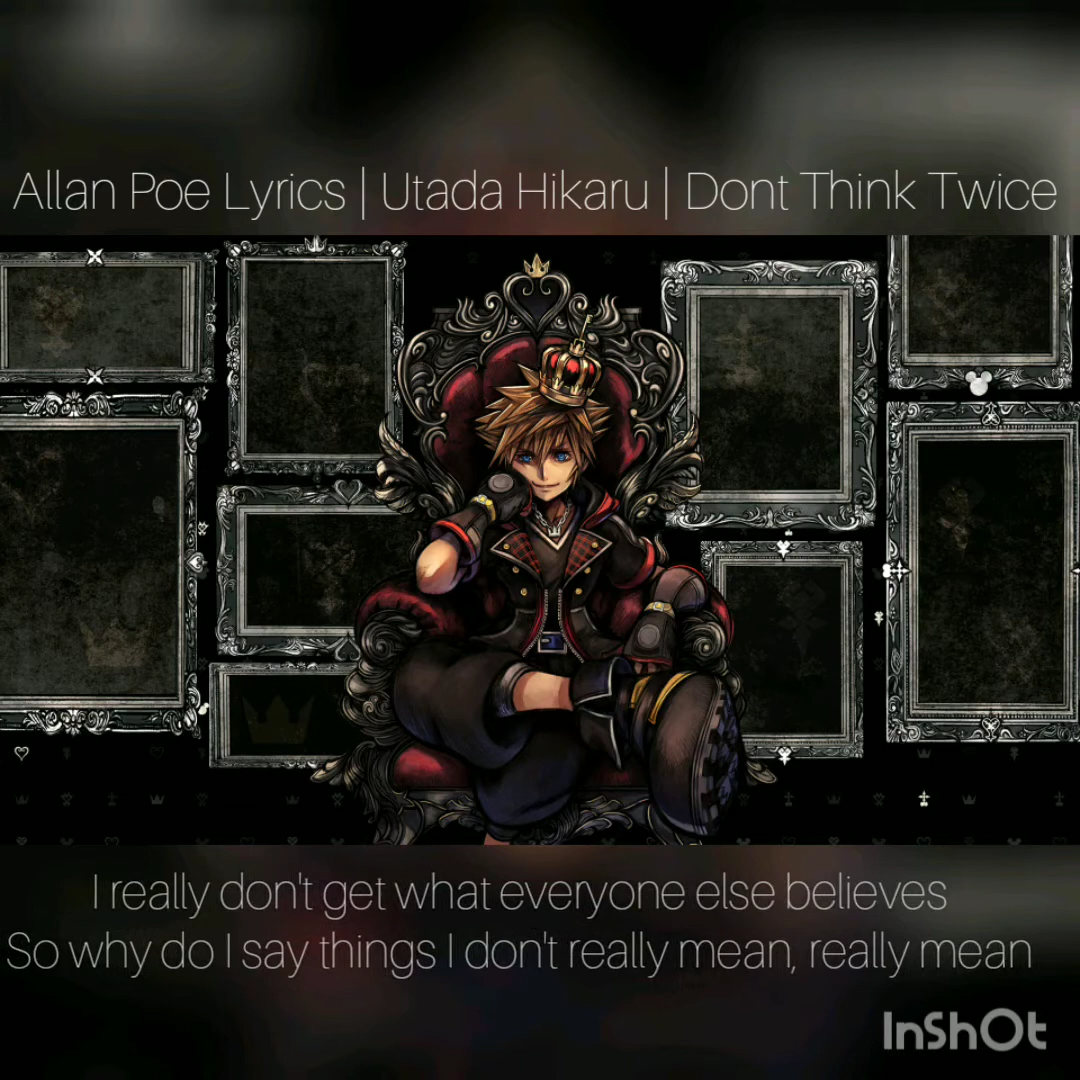 Allan Poe Lyrics | Utada Hikaru | Dont Think Twice
I really don't get what everyone else believes
So why do I say things I don't really mean, really mean
InShOt